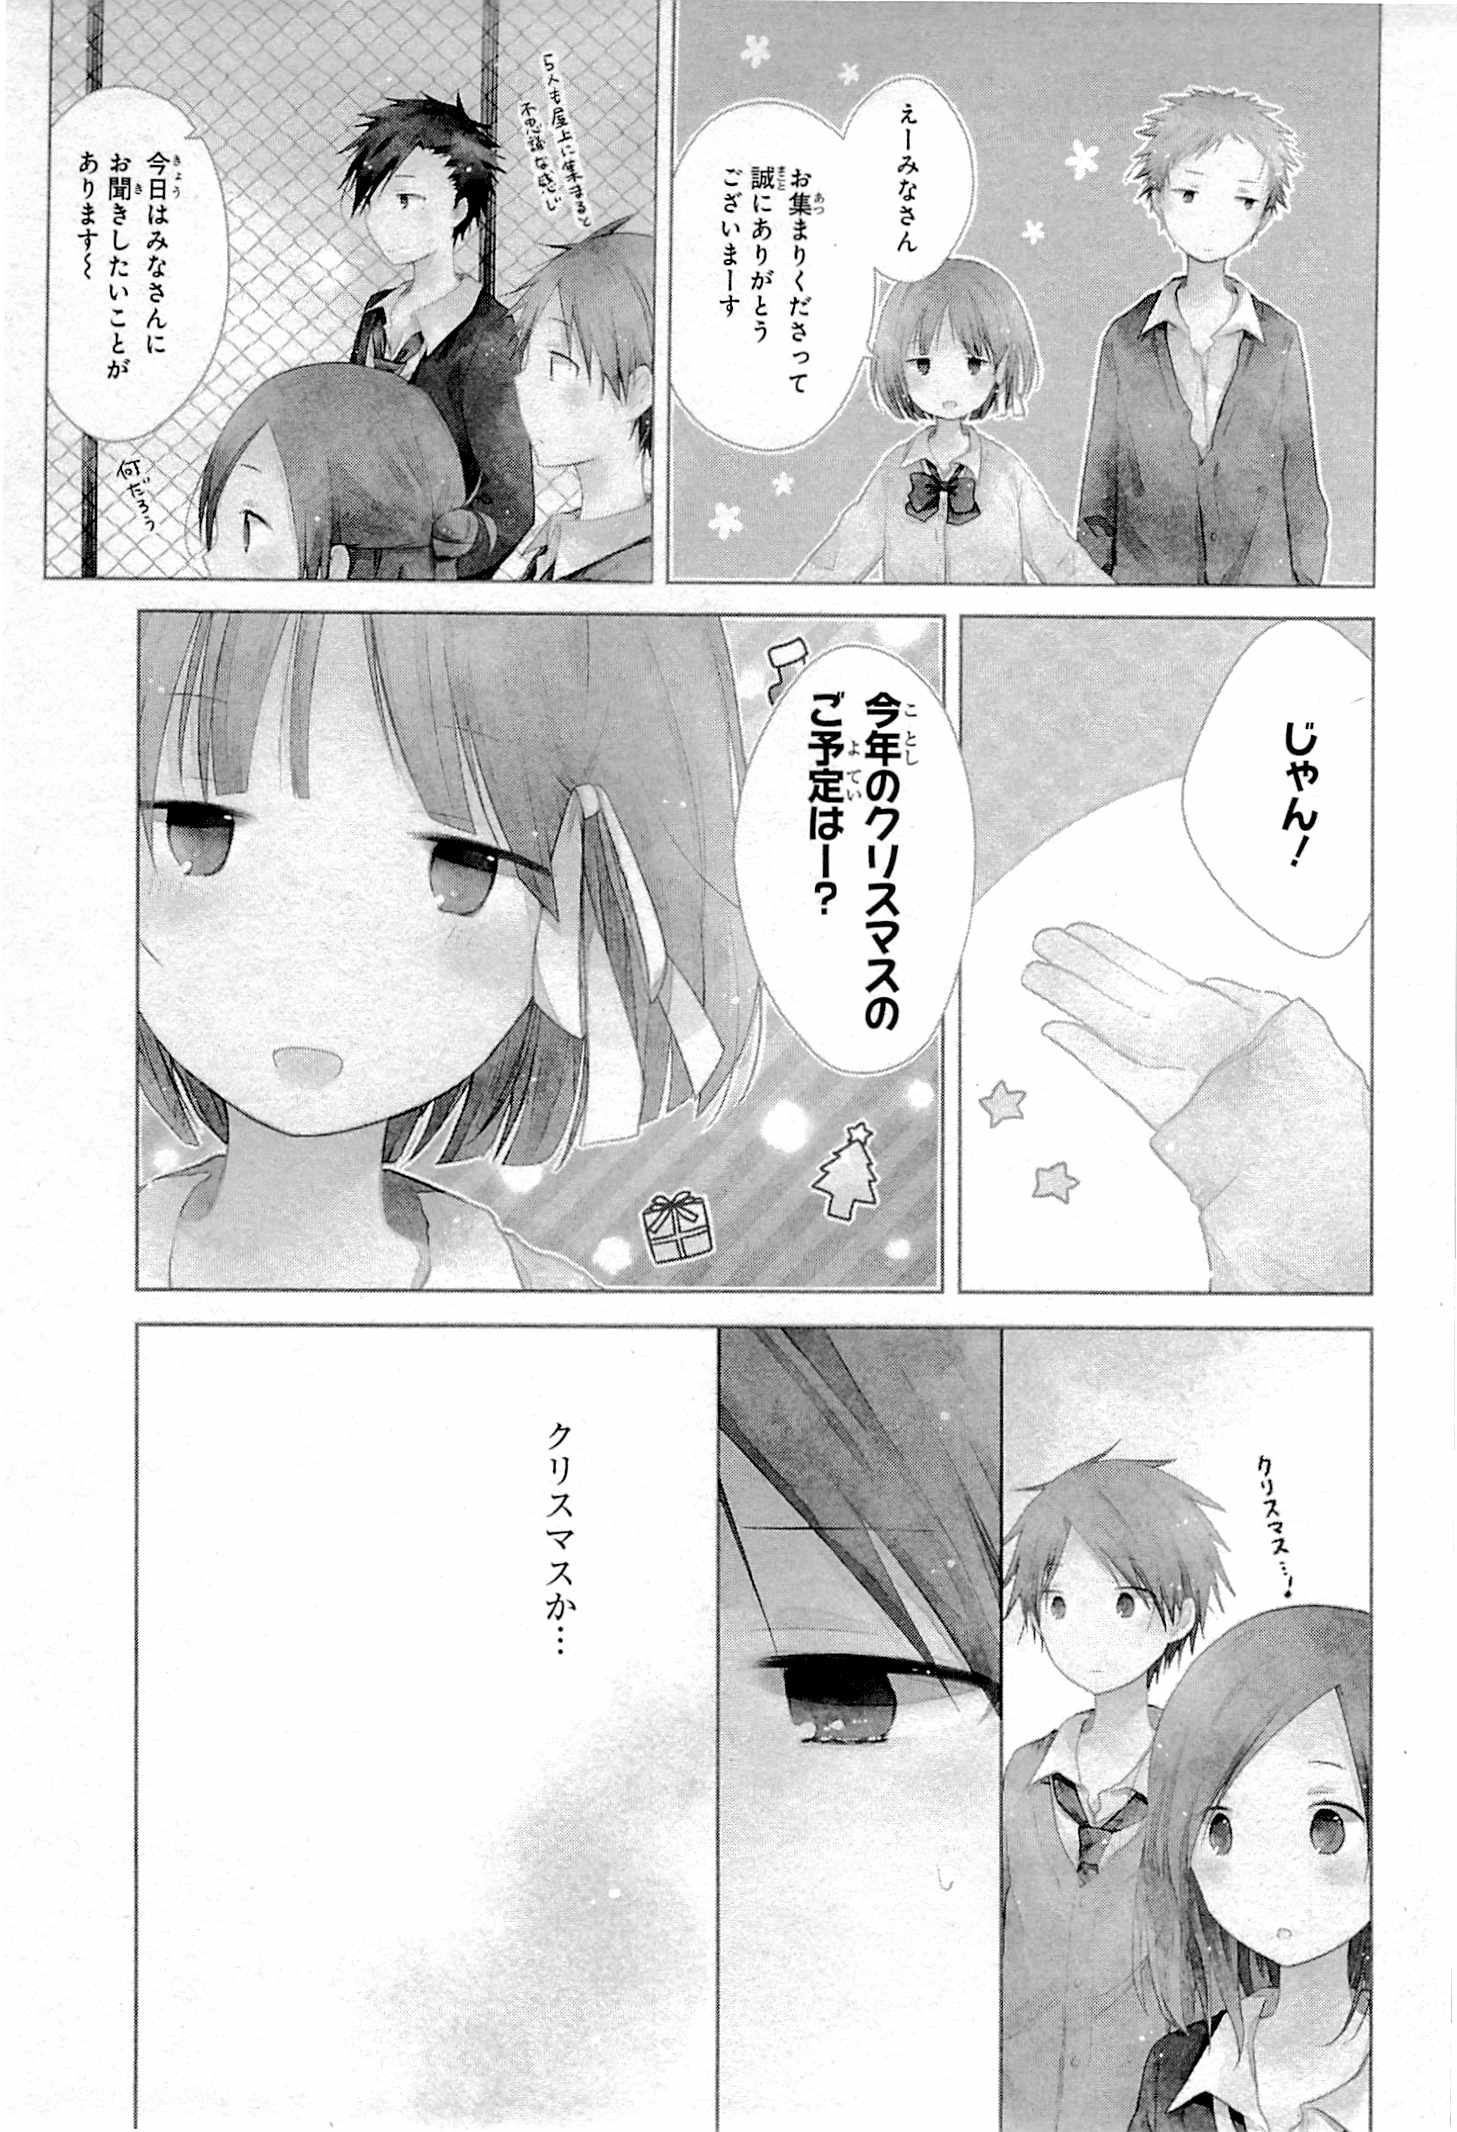 えーみなさん
お集まりくださって
誠にありがとう
ございまーす
5人も屋上に集まると
不思議な感じ
今日はみなさんに
お聞きしたいことが
あります〜
何だろう
じゃん!
今年のクリスマスの
ご予定はー?
クリスマス…!
クリスマスか…